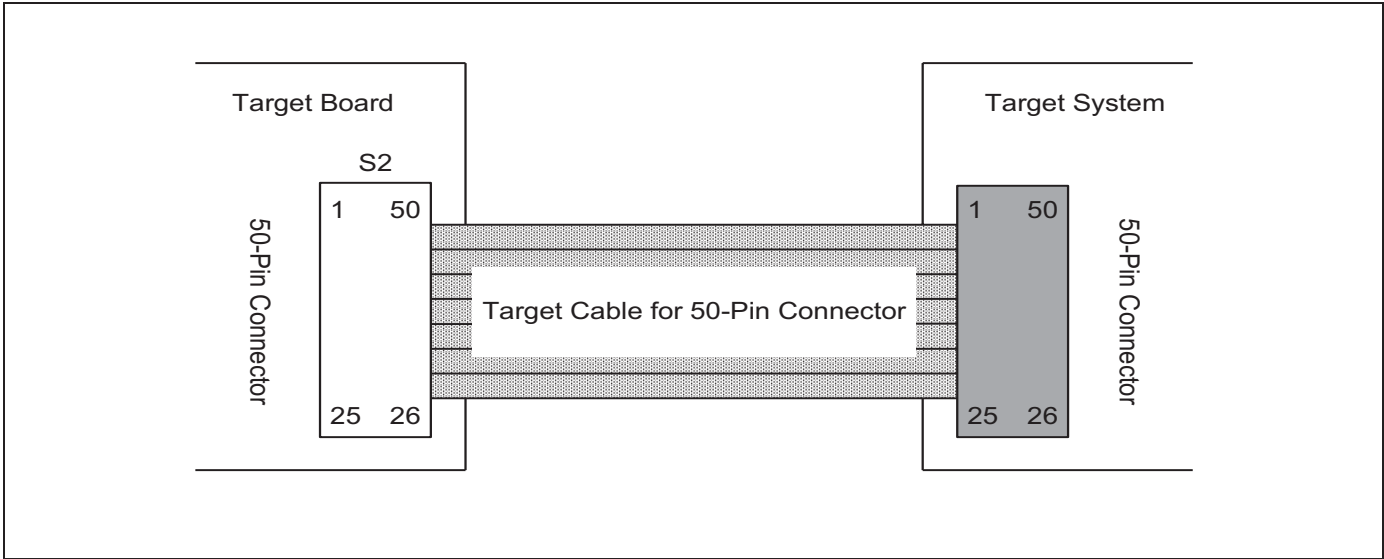 Target Board
Target System
S2
1 50
1 50
50-Pin Connector
Target Cable for 50-Pin Connector
50-Pin Connector
25 26
25 26